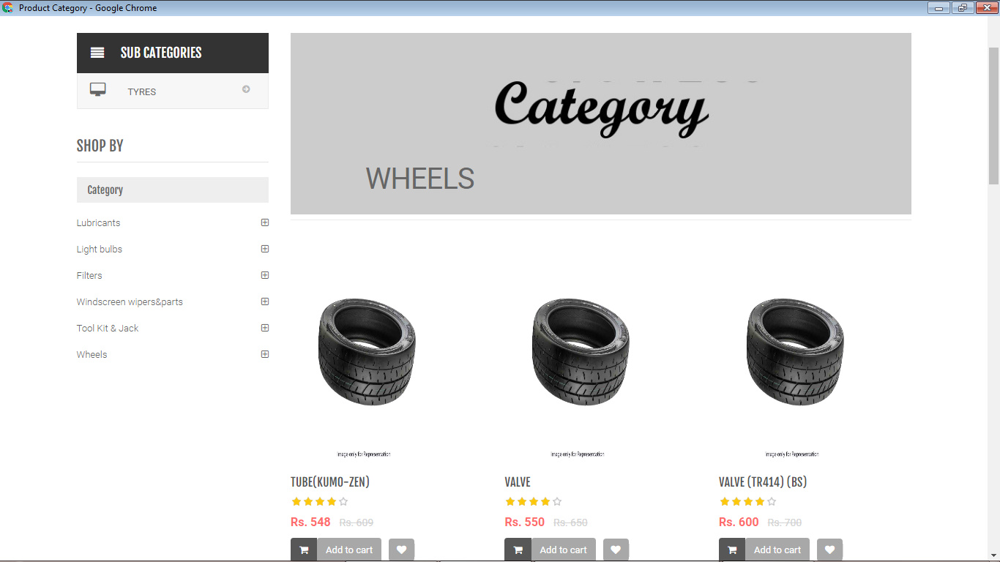 Product Category - Google Chrome
SUB CATEGORIES
TYRES
SHOP BY
Category
Lubricants
Light bulbs
Filters
Windscreen wipers&parts
Tool Kit & Jack
Wheels
Category
WHEELS
Image only for Representation
Image only for Representation
Image only for Representation
TUBE(KUMO-ZEN)
VALVE
VALVE (TR414) (BS)
Rs. 548 Rs. 609
Rs. 550 Rs. 650
Rs. 600 Rs. 700
Add to cart
Add to cart
Add to cart